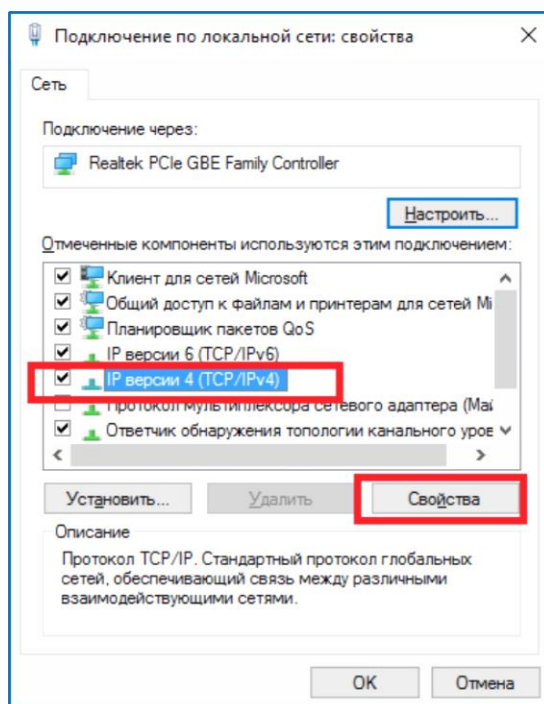 Подключение по локальной сети: свойства
Сеть
Подключение через:
Realtek PCIe GBE Family Controller
Настроить...
Отмеченные компоненты используются этим подключением:
Клиент для сетей Microsoft
Общий доступ к файлам и принтерам для сетей Mi
Планировщик пакетов QoS
IP версии 6 (TCP/IPv6)
IP версии 4 (TCP/IPv4)
Протокол мультиплексора сетевого адаптера (Май
Ответчик обнаружения топологии канального уров
Установить...
Удалить
Свойства
Описание
Протокол TCP/IP. Стандартный протокол глобальных
сетей, обеспечивающий связь между различными
взаимодействующими сетями.
OK
Отмена